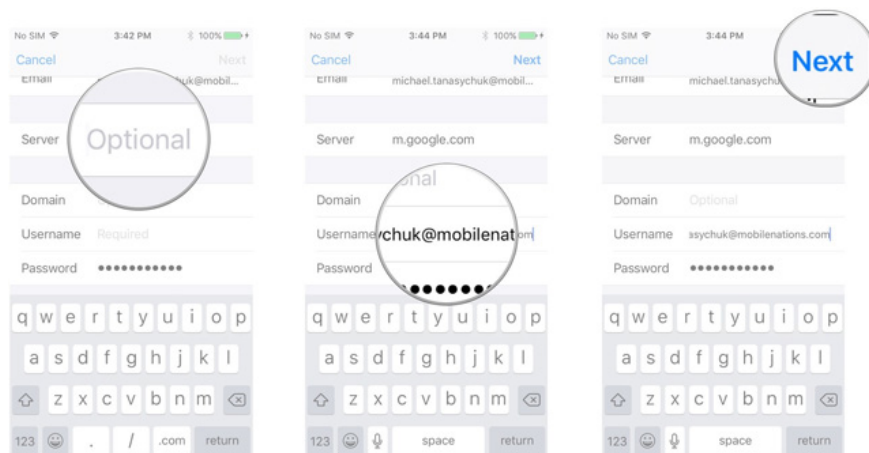 No SIM 3:42 PM 100%
Cancel Next
Email uk@mobil...
Server Optional
Domain
Username Required
Password
q w e r t y u i o p
a s d f g h j k l
z x c v b n m
123 . / .com return
No SIM 3:44 PM 100%
Cancel Next
Email michael.tanasychuk@mobil...
Server m.google.com
Domain onal
Username ychuk@mobilenat om
Password
q w e r t y u i o p
a s d f g h j k l
z x c v b n m
123 space return
No SIM 3:44 PM
Cancel Next
Email michael.tanasychu
Server m.google.com
Domain Optional
Username asychuk@mobilenations.com
Password
q w e r t y u i o p
a s d f g h j k l
z x c v b n m
123 space return